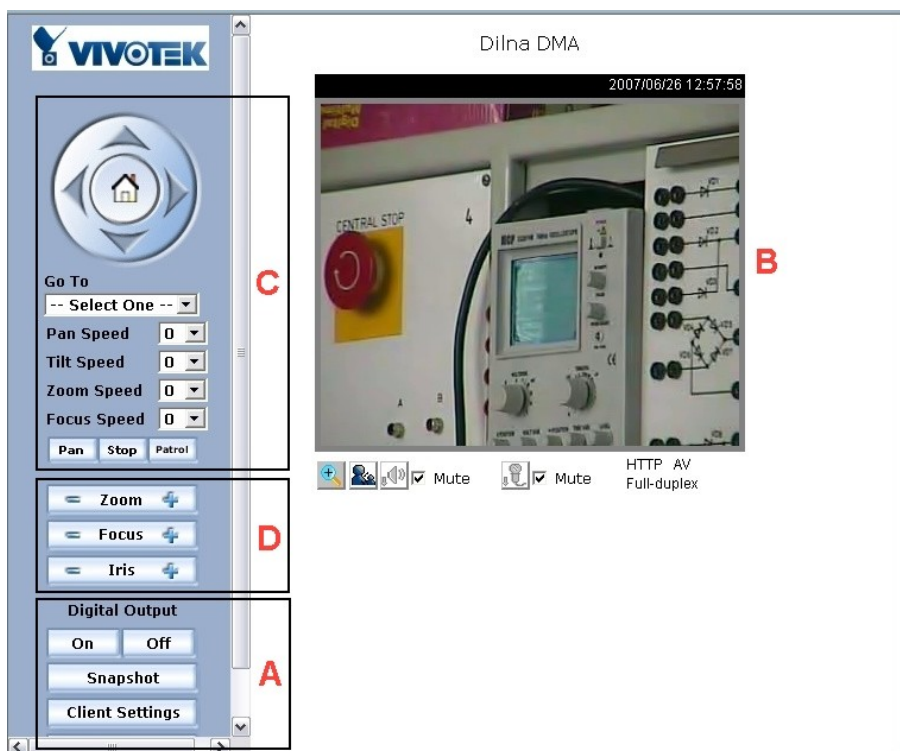 VIVOTEK
Dilna DMA
2007/06/26 12:57:58
CENTRAL STOP
4
A
B
VD1
VD2
B
C
Go To
-- Select One --
Pan Speed 0
Tilt Speed 0
Zoom Speed 0
Focus Speed 0
Pan Stop Patrol
Mute
Mute
HTTP AV
Full-duplex
Zoom
Focus
Iris
D
Digital Output
On Off
Snapshot
Client Settings
A